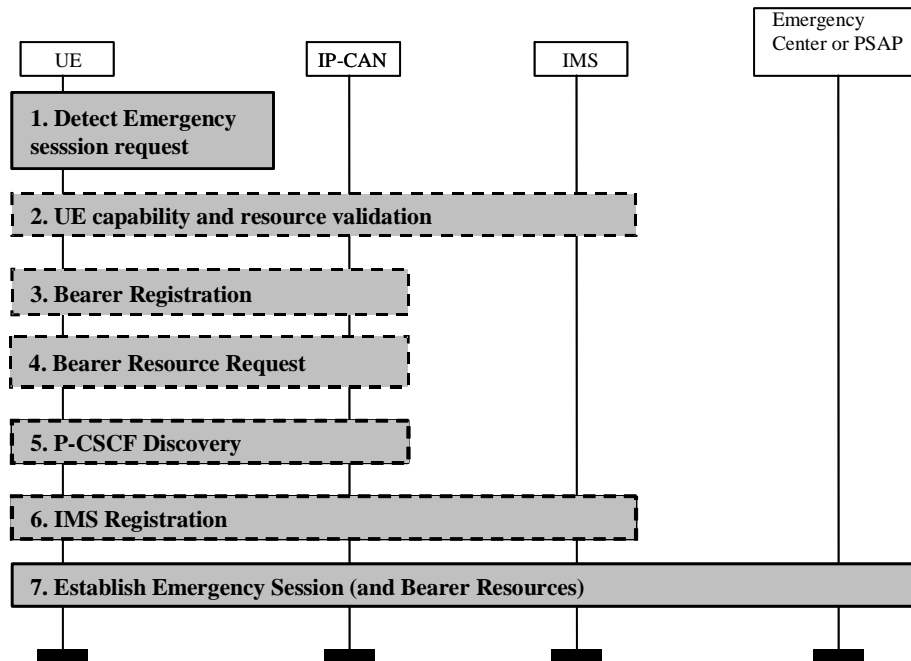 Emergency
Center or PSAP
UE
IP-CAN
IMS
1. Detect Emergency
sesssion request
2. UE capability and resource validation
3. Bearer Registration
4. Bearer Resource Request
5. P-CSCF Discovery
6. IMS Registration
7. Establish Emergency Session (and Bearer Resources)